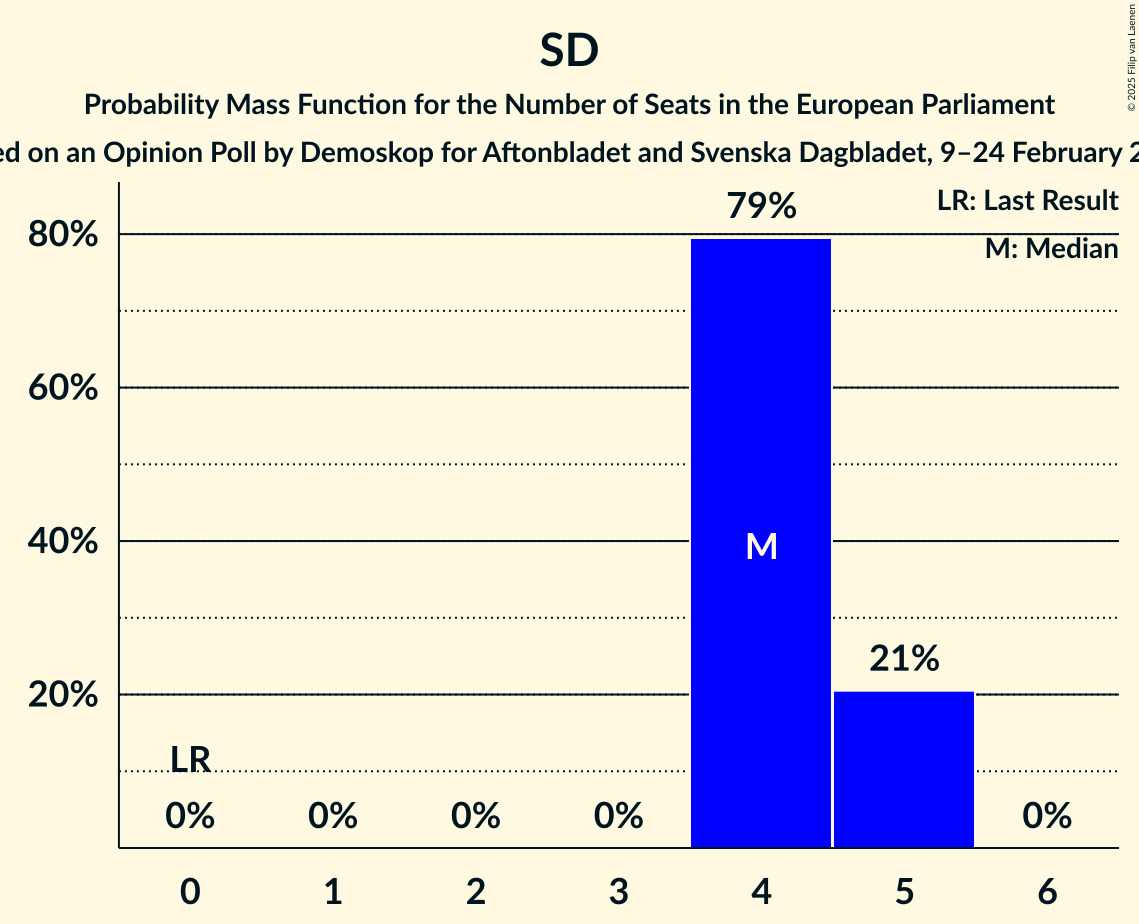 SD
Probability Mass Function for the Number of Seats in the European Parliament
on an Opinion Poll by Demoskop for Aftonbladet and Svenska Dagbladet, 9–24 February
© 2025 Filip van Laenen
LR: Last Result
M: Median
79%
80%
60%
40%
M
21%
20%
LR
0%
0%
0%
0%
0%
0
1
2
3
4
5
6